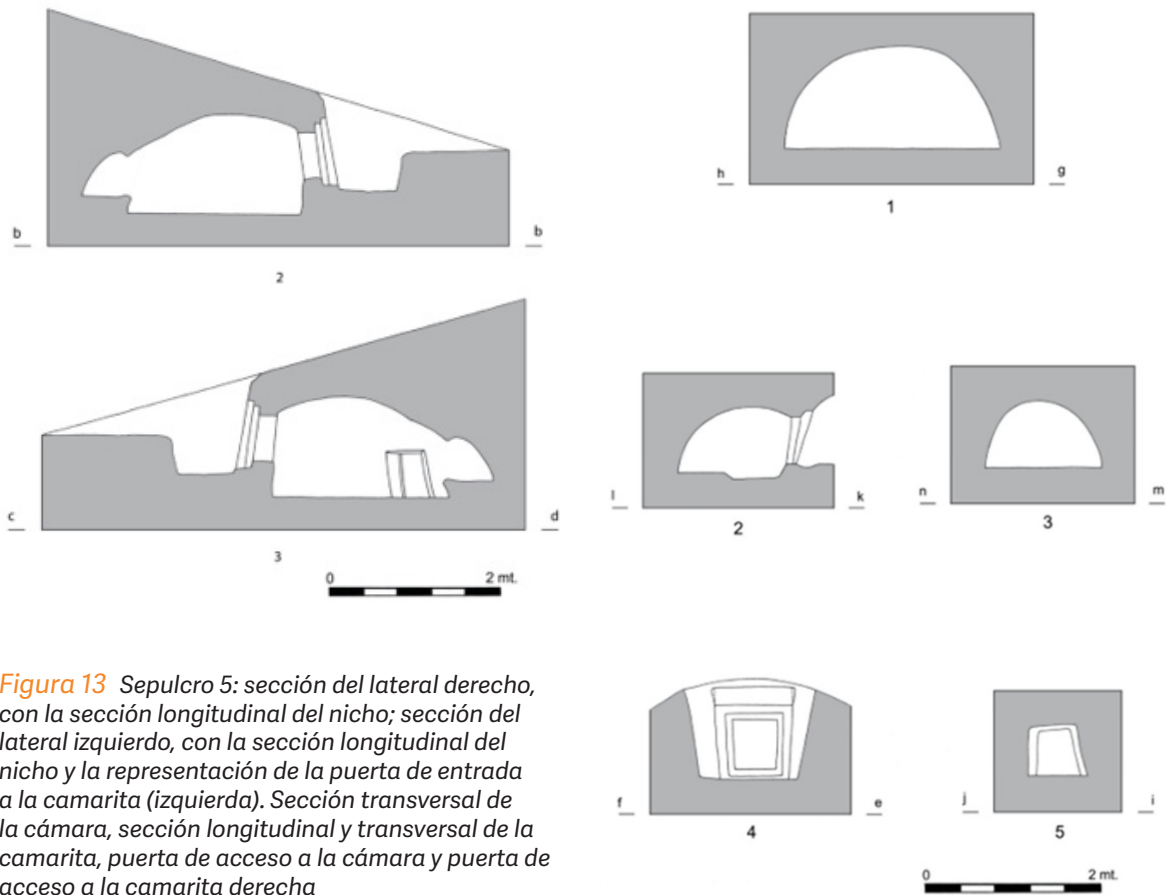 b b
2
c d
3
0 2 mt.
h g
1
l k
2
n m
3
f e
4
j i
5
0 2 mt.
Figura 13 Sepulcro 5: sección del lateral derecho,
con la sección longitudinal del nicho; sección del
lateral izquierdo, con la sección longitudinal del
nicho y la representación de la puerta de entrada
a la camarita (izquierda). Sección transversal de
la cámara, sección longitudinal y transversal de la
camarita, puerta de acceso a la cámara y puerta de
acceso a la camarita derecha